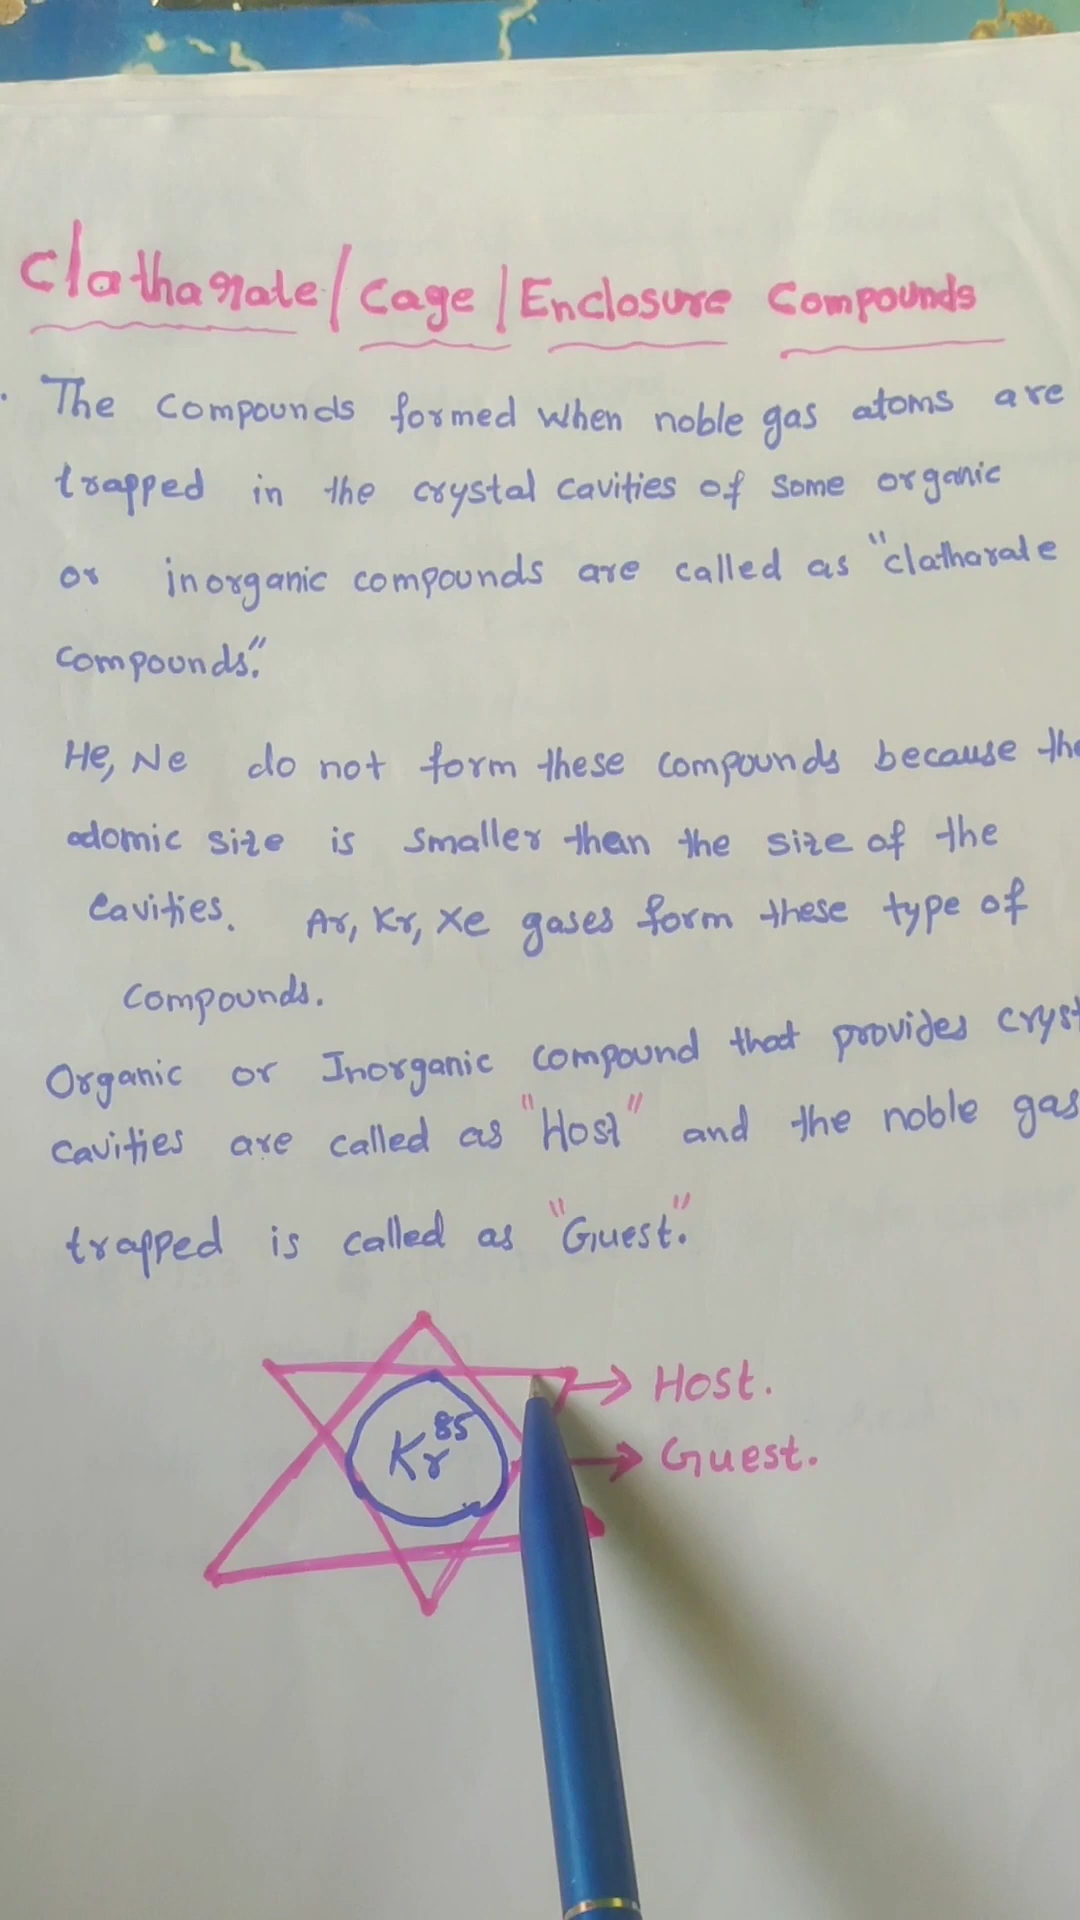 Clatharate/Cage/Enclosure Compounds
The compounds formed when noble gas atoms are
trapped in the crystal cavities of some organic
or inorganic compounds are called as "clatharate
compounds."
He, Ne do not form these compounds because the
atomic size is smaller than the size of the
cavities. Ar, Kr, Xe gases form these type of
compounds.
Organic or Inorganic compound that provides cryst
cavities are called as "Host" and the noble gas
trapped is called as "Guest."
Host.
Kr85
Guest.